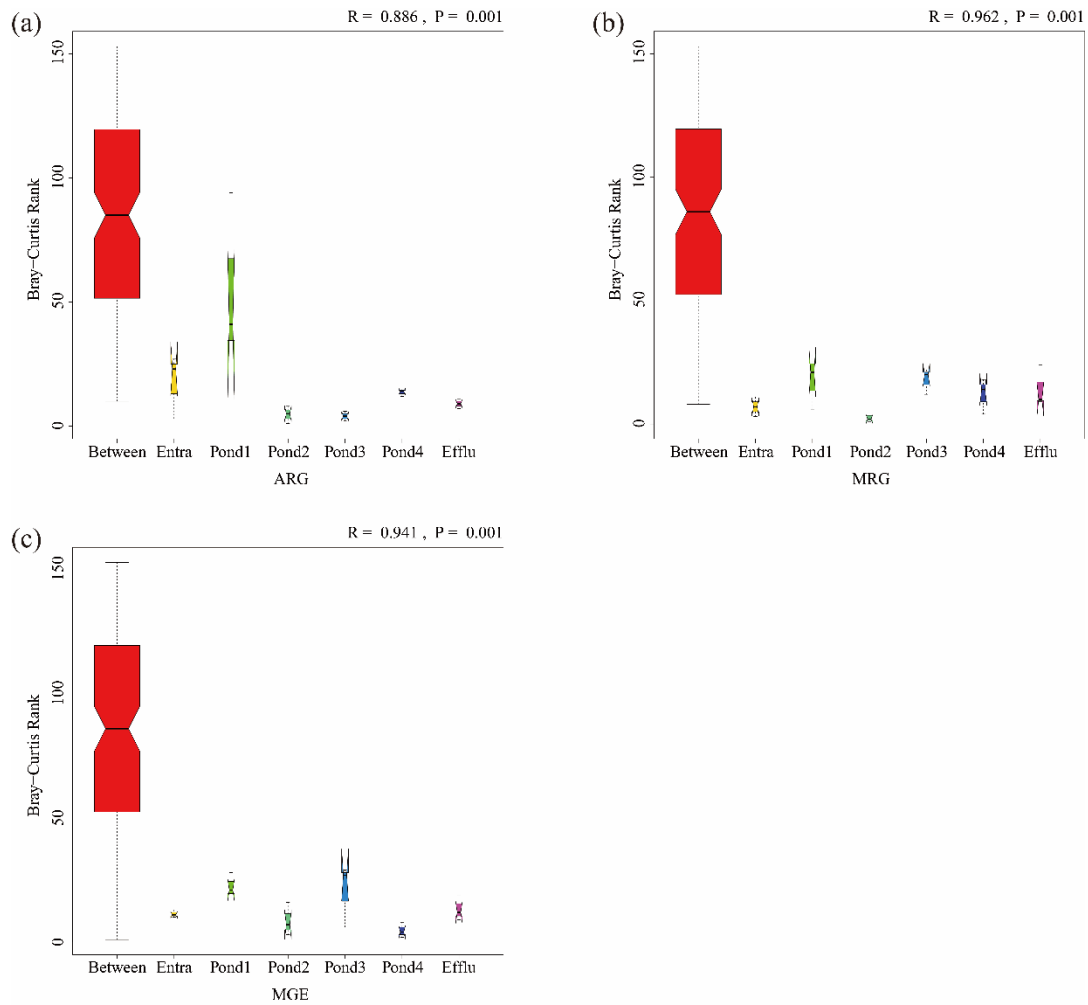 (a)
R = 0.886 , P = 0.001
Bray-Curtis Rank
150
100
50
0
Between Entra Pond1 Pond2 Pond3 Pond4 Efflu
ARG
(b)
R = 0.962 , P = 0.001
Bray-Curtis Rank
150
100
50
0
Between Entra Pond1 Pond2 Pond3 Pond4 Efflu
MRG
(c)
R = 0.941 , P = 0.001
Bray-Curtis Rank
150
100
50
0
Between Entra Pond1 Pond2 Pond3 Pond4 Efflu
MGE